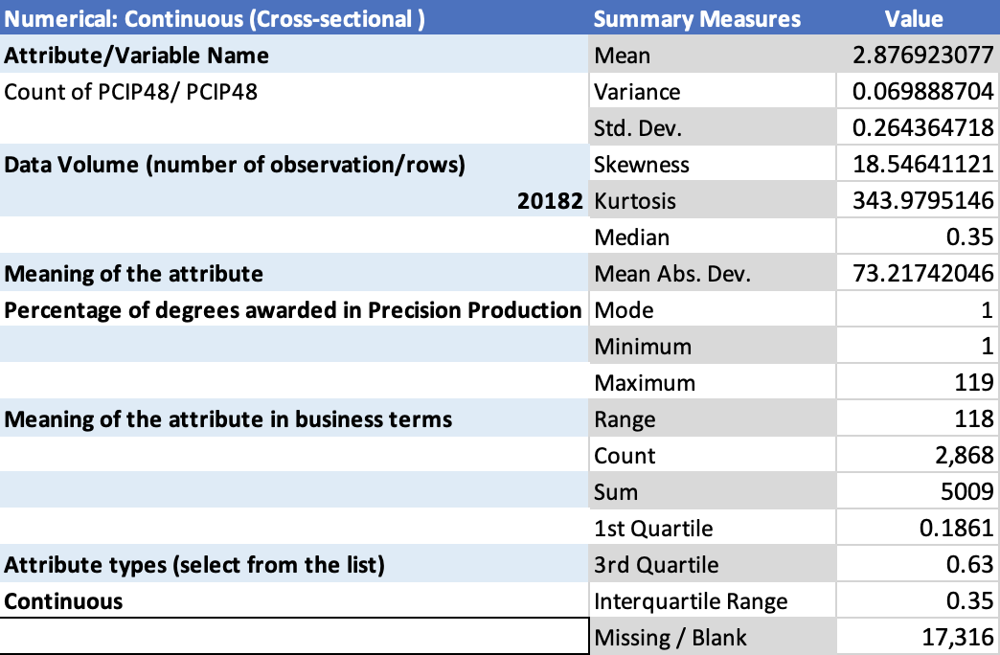 Numerical: Continuous (Cross-sectional ) Summary Measures Value
Attribute/Variable Name Mean 2.876923077
Count of PCIP48/ PCIP48 Variance 0.069888704
Std. Dev. 0.264364718
Data Volume (number of observation/rows) Skewness 18.54641121
20182 Kurtosis 343.9795146
Median 0.35
Meaning of the attribute Mean Abs. Dev. 73.21742046
Percentage of degrees awarded in Precision Production Mode 1
Minimum 1
Maximum 119
Meaning of the attribute in business terms Range 118
Count 2,868
Sum 5009
1st Quartile 0.1861
Attribute types (select from the list) 3rd Quartile 0.63
Continuous Interquartile Range 0.35
Missing / Blank 17,316